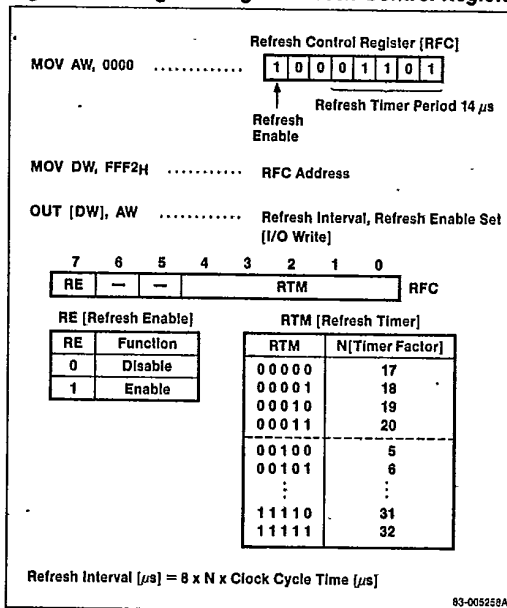 Refresh Control Register [RFC]
MOV AW, 0000 ............ 1 0 0 0 1 1 0 1
Refresh Timer Period 14 μs
Refresh
Enable
MOV DW, FFF2H ........... RFC Address
OUT [DW], AW ............ Refresh Interval, Refresh Enable Set
[I/O Write]
7 6 5 4 3 2 1 0
RE — — RTM RFC
RE [Refresh Enable]
RE Function
0 Disable
1 Enable
RTM [Refresh Timer]
RTM N[Timer Factor]
00000 17
00001 18
00010 19
00011 20
00100 5
00101 6
⋮ ⋮
11110 31
11111 32
Refresh Interval [μs] = 8 x N x Clock Cycle Time [μs]
83-005258A